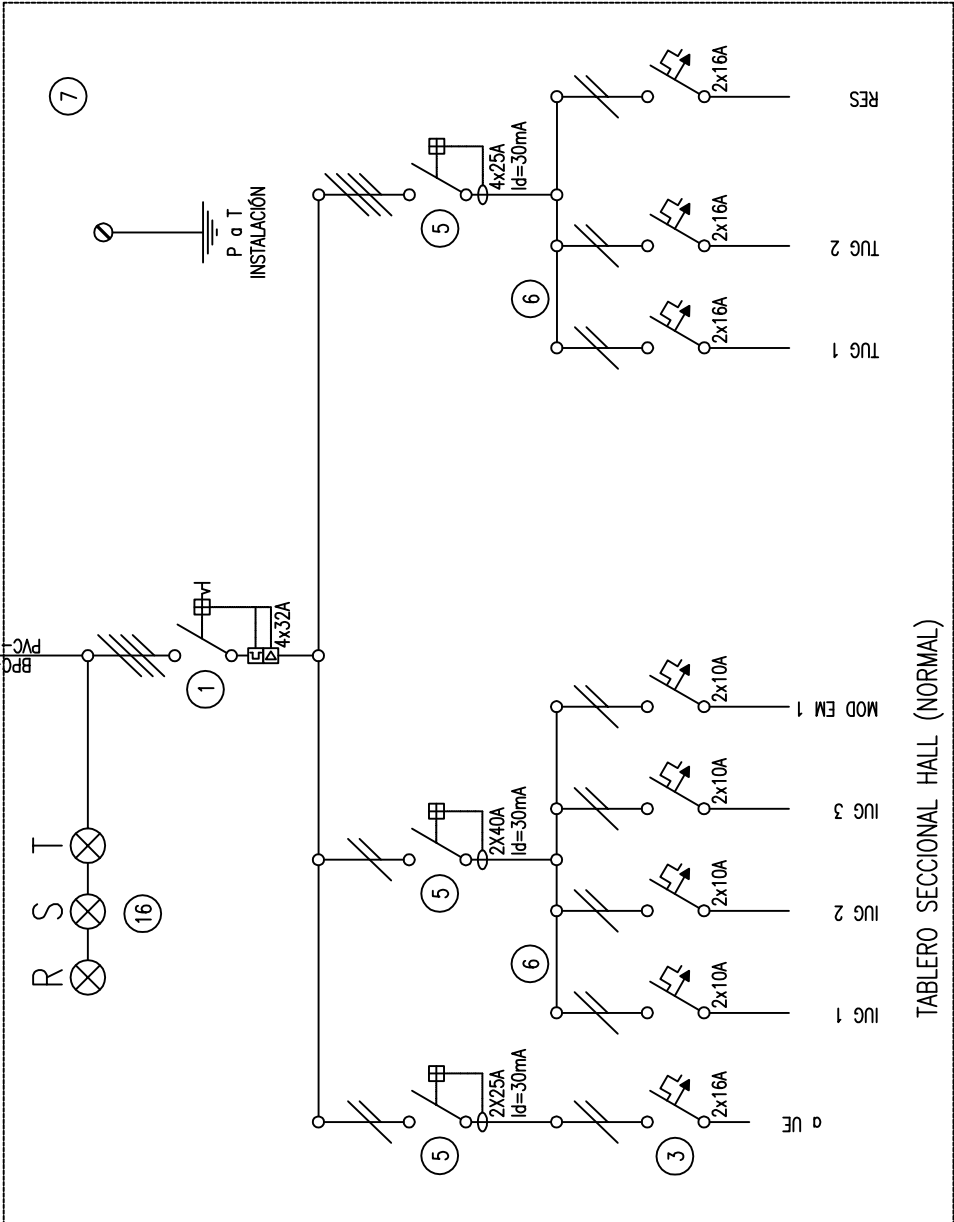 7
P a T
INSTALACIÓN
BPC-
PVC-
R S T
16
1
4x32A
5
4x25A
Id=30mA
6
2x16A
RES
2x16A
TUG 2
2x16A
TUG 1
5
2X40A
Id=30mA
6
2x10A
MOD EM 1
2x10A
IUG 3
2x10A
IUG 2
2x10A
IUG 1
5
2X25A
Id=30mA
3
2x16A
a UE
TABLERO SECCIONAL HALL (NORMAL)